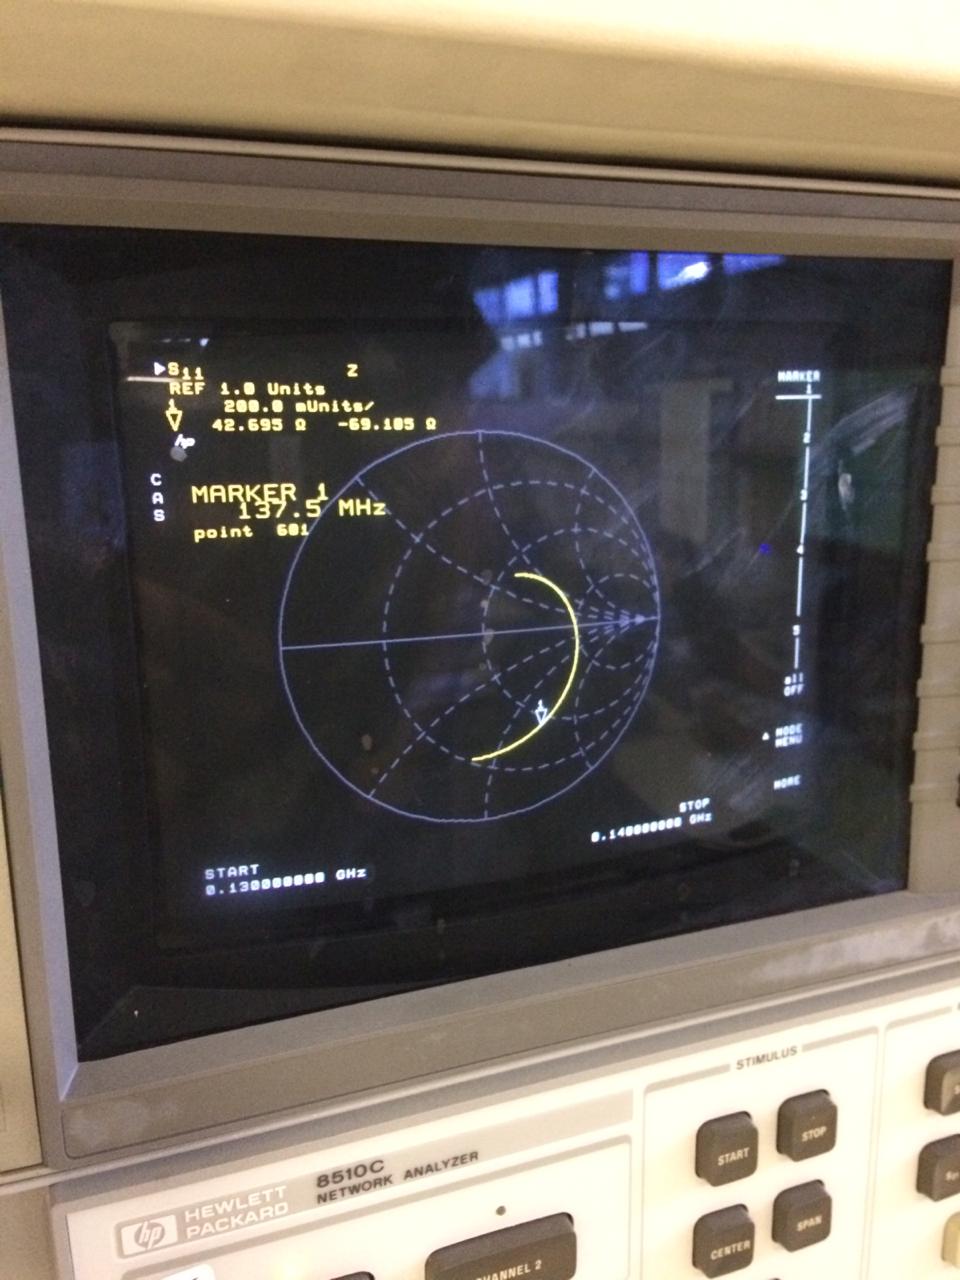 S11 Z
REF 1.0 Units
1 200.0 mUnits/
42.695 Ω -69.105 Ω
hp
C
A
S
MARKER 1
137.5 MHz
point 601
MARKER
1
2
3
4
5
all
OFF
MODE
MENU
MORE
START
0.130000000 GHz
STOP
0.140000000 GHz
hp HEWLETT
PACKARD
8510C
NETWORK ANALYZER
CHANNEL 2
STIMULUS
START
STOP
CENTER
SPAN